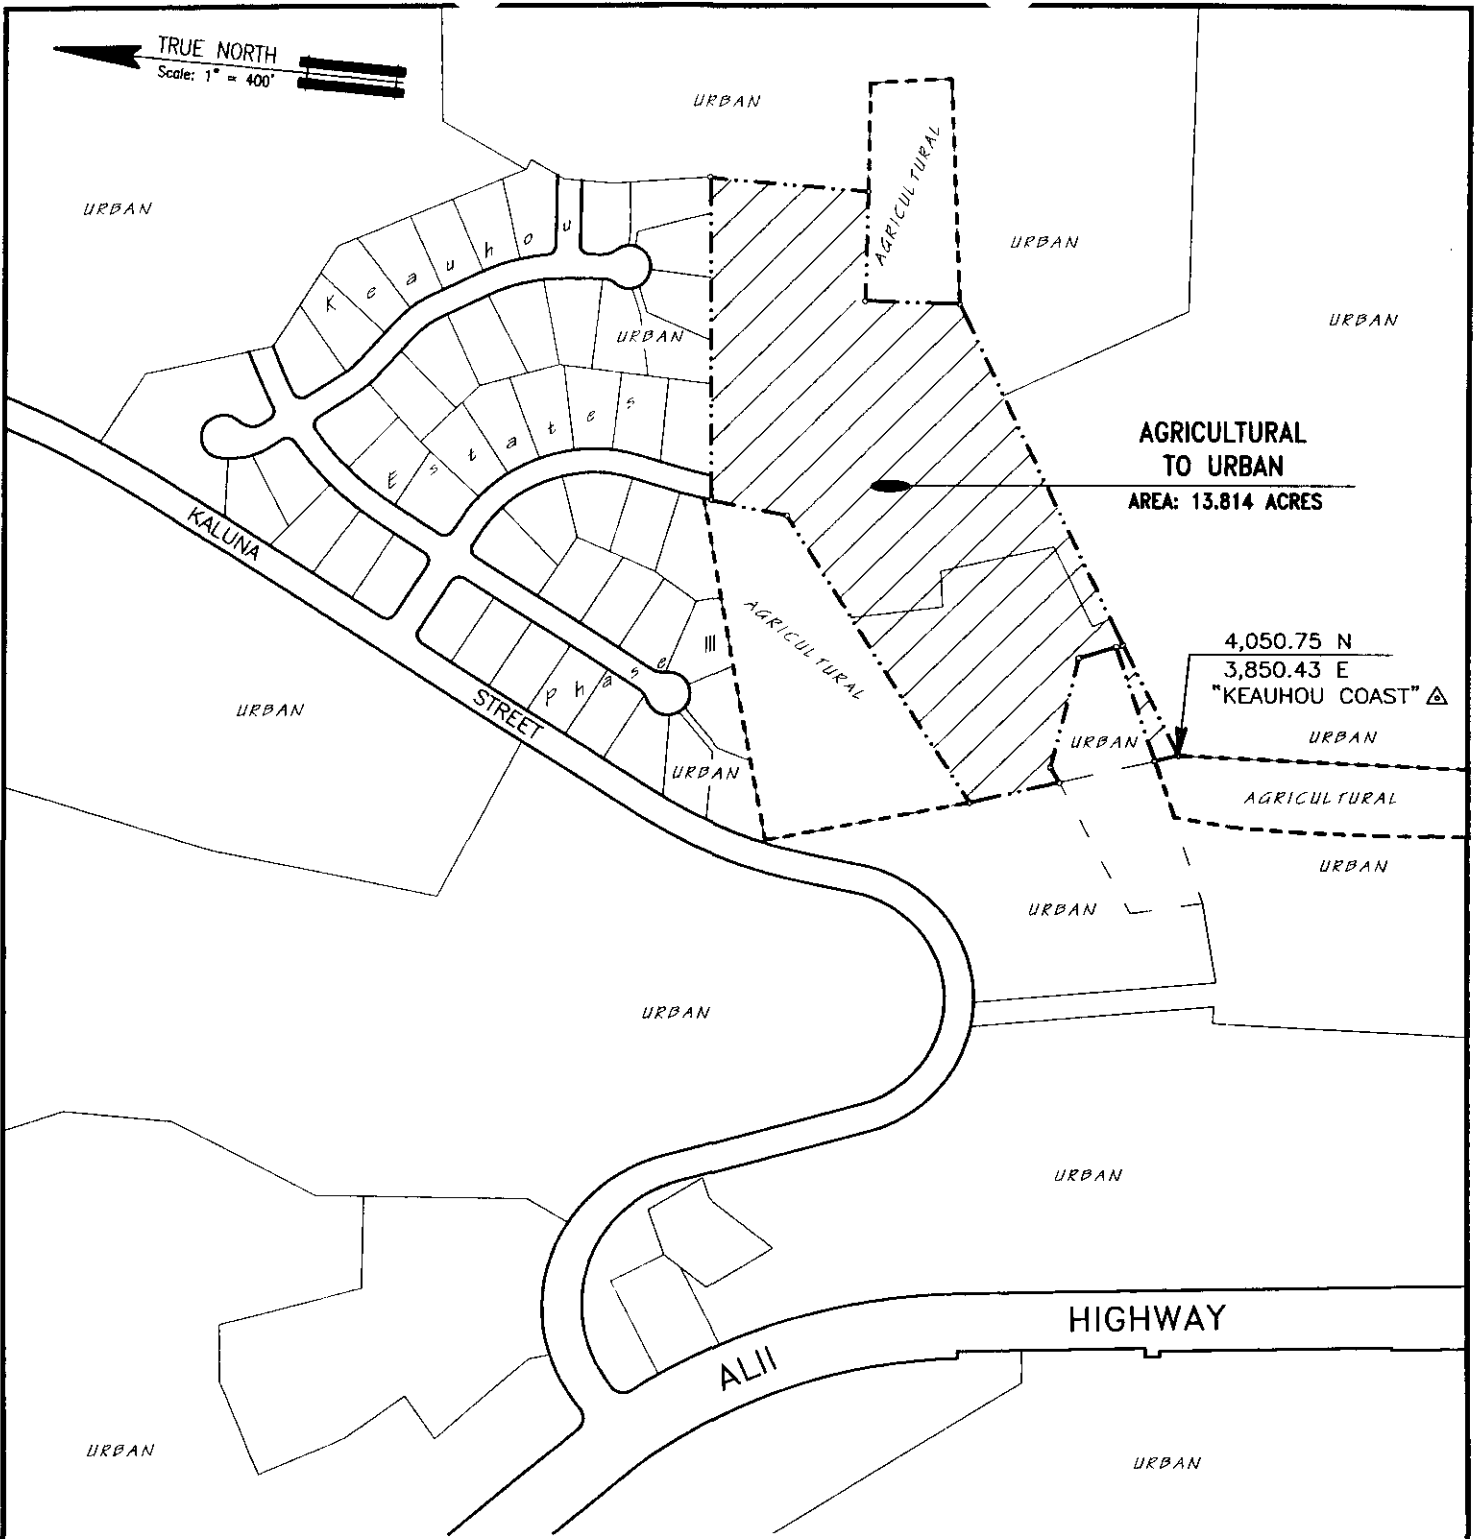 TRUE NORTH
Scale: 1" = 400'
URBAN
AGRICULTURAL
URBAN
URBAN
URBAN
Keauhou
URBAN
Estates
AGRICULTURAL
TO URBAN
AREA: 13.814 ACRES
KALUNA
STREET
AGRICULTURAL
4,050.75 N
3,850.43 E
"KEAUHOU COAST"
Phase III
URBAN
URBAN
URBAN
URBAN
AGRICULTURAL
URBAN
URBAN
URBAN
URBAN
HIGHWAY
ALII
URBAN
URBAN